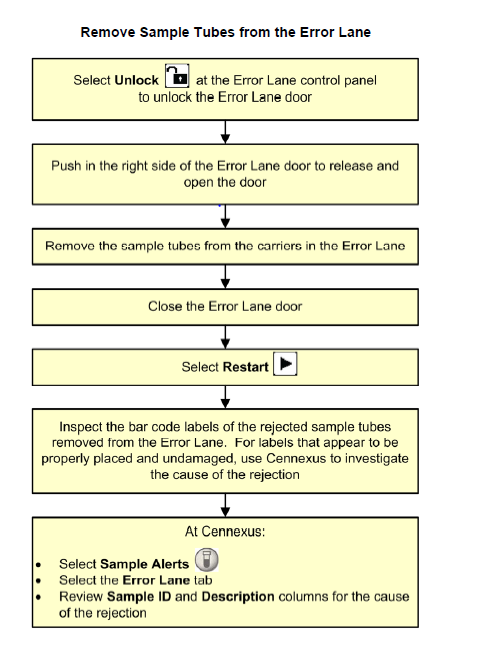 Remove Sample Tubes from the Error Lane
Select Unlock at the Error Lane control panel
to unlock the Error Lane door
Push in the right side of the Error Lane door to release and
open the door
Remove the sample tubes from the carriers in the Error Lane
Close the Error Lane door
Select Restart
Inspect the bar code labels of the rejected sample tubes
removed from the Error Lane. For labels that appear to be
properly placed and undamaged, use Cennexus to investigate
the cause of the rejection
At Cennexus:
• Select Sample Alerts
• Select the Error Lane tab
• Review Sample ID and Description columns for the cause
of the rejection